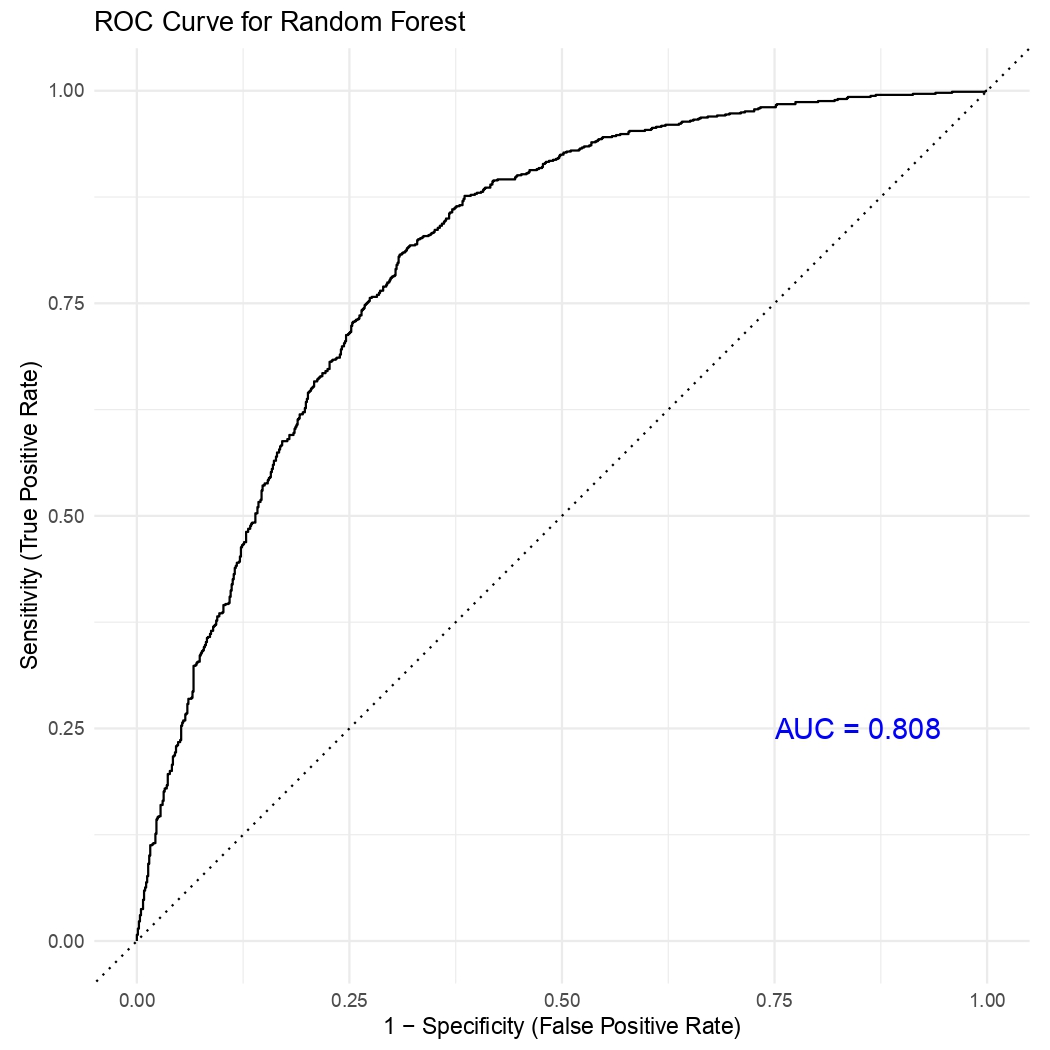 ROC Curve for Random Forest
1.00
0.75
0.50
0.25
0.00
Sensitivity (True Positive Rate)
AUC = 0.808
0.00 0.25 0.50 0.75 1.00
1 − Specificity (False Positive Rate)